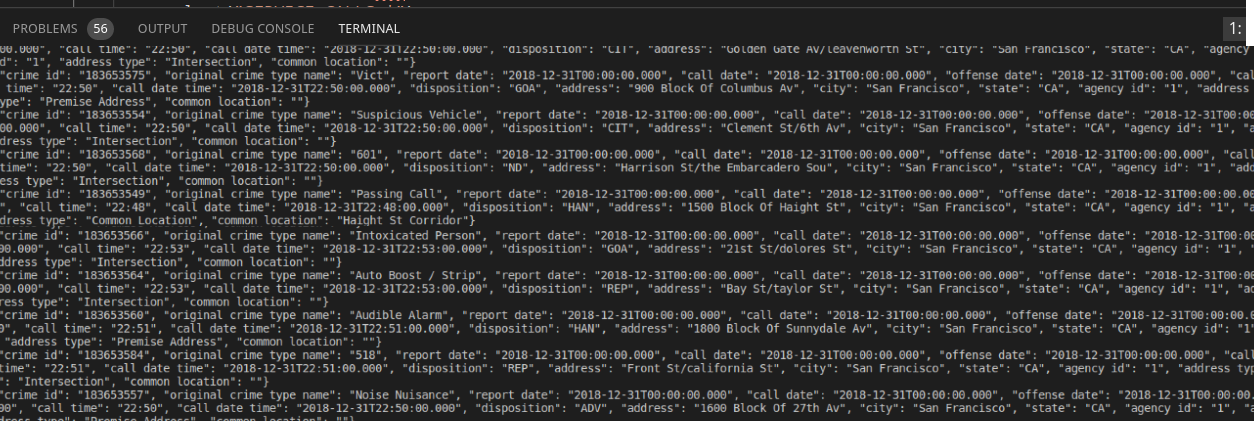 PROBLEMS 56 OUTPUT DEBUG CONSOLE TERMINAL 1:
00.000", "call time": "22:50", "call date time": "2018-12-31T22:50:00.000", "disposition": "CIT", "address": "Golden Gate Av/leavenworth St", "city": "San Francisco", "state": "CA", "agency
d": "1", "address type": "Intersection", "common location": ""}
"crime id": "183653575", "original crime type name": "Vict", "report date": "2018-12-31T00:00:00.000", "call date": "2018-12-31T00:00:00.000", "offense date": "2018-12-31T00:00:00.000", "cal
time": "22:50", "call date time": "2018-12-31T22:50:00.000", "disposition": "GOA", "address": "900 Block Of Columbus Av", "city": "San Francisco", "state": "CA", "agency id": "1", "address
ype": "Premise Address", "common location": ""}
"crime id": "183653554", "original crime type name": "Suspicious Vehicle", "report date": "2018-12-31T00:00:00.000", "call date": "2018-12-31T00:00:00.000", "offense date": "2018-12-31T00:0
00.000", "call time": "22:50", "call date time": "2018-12-31T22:50:00.000", "disposition": "CIT", "address": "Clement St/6th Av", "city": "San Francisco", "state": "CA", "agency id": "1", "a
ddress type": "Intersection", "common location": ""}
"crime id": "183653568", "original crime type name": "601", "report date": "2018-12-31T00:00:00.000", "call date": "2018-12-31T00:00:00.000", "offense date": "2018-12-31T00:00:00.000", "call
time": "22:50", "call date time": "2018-12-31T22:50:00.000", "disposition": "ND", "address": "Harrison St/the Embarcadero Sou", "city": "San Francisco", "state": "CA", "agency id": "1", "add
ess type": "Intersection", "common location": ""}
"crime id": "183653549", "original crime type name": "Passing Call", "report date": "2018-12-31T00:00:00.000", "call date": "2018-12-31T00:00:00.000", "offense date": "2018-12-31T00:00:00.00
", "call time": "22:48", "call date time": "2018-12-31T22:48:00.000", "disposition": "HAN", "address": "1500 Block Of Haight St", "city": "San Francisco", "state": "CA", "agency id": "1", "a
dress type": "Common Location", "common location": "Haight St Corridor"}
"crime id": "183653566", "original crime type name": "Intoxicated Person", "report date": "2018-12-31T00:00:00.000", "call date": "2018-12-31T00:00:00.000", "offense date": "2018-12-31T00:0
00.000", "call time": "22:53", "call date time": "2018-12-31T22:53:00.000", "disposition": "GOA", "address": "21st St/dolores St", "city": "San Francisco", "state": "CA", "agency id": "1", "
ddress type": "Intersection", "common location": ""}
"crime id": "183653564", "original crime type name": "Auto Boost / Strip", "report date": "2018-12-31T00:00:00.000", "call date": "2018-12-31T00:00:00.000", "offense date": "2018-12-31T00:0
00.000", "call time": "22:53", "call date time": "2018-12-31T22:53:00.000", "disposition": "REP", "address": "Bay St/taylor St", "city": "San Francisco", "state": "CA", "agency id": "1", "ad
ress type": "Intersection", "common location": ""}
"crime id": "183653560", "original crime type name": "Audible Alarm", "report date": "2018-12-31T00:00:00.000", "call date": "2018-12-31T00:00:00.000", "offense date": "2018-12-31T00:00:00.0
0", "call time": "22:51", "call date time": "2018-12-31T22:51:00.000", "disposition": "HAN", "address": "1800 Block Of Sunnydale Av", "city": "San Francisco", "state": "CA", "agency id": "1"
"address type": "Premise Address", "common location": ""}
"crime id": "183653584", "original crime type name": "518", "report date": "2018-12-31T00:00:00.000", "call date": "2018-12-31T00:00:00.000", "offense date": "2018-12-31T00:00:00.000", "call
time": "22:51", "call date time": "2018-12-31T22:51:00.000", "disposition": "REP", "address": "Front St/california St", "city": "San Francisco", "state": "CA", "agency id": "1", "address typ
": "Intersection", "common location": ""}
"crime id": "183653557", "original crime type name": "Noise Nuisance", "report date": "2018-12-31T00:00:00.000", "call date": "2018-12-31T00:00:00.000", "offense date": "2018-12-31T00:00:00.
00", "call time": "22:50", "call date time": "2018-12-31T22:50:00.000", "disposition": "ADV", "address": "1600 Block Of 27th Av", "city": "San Francisco", "state": "CA", "agency id": "1", "a